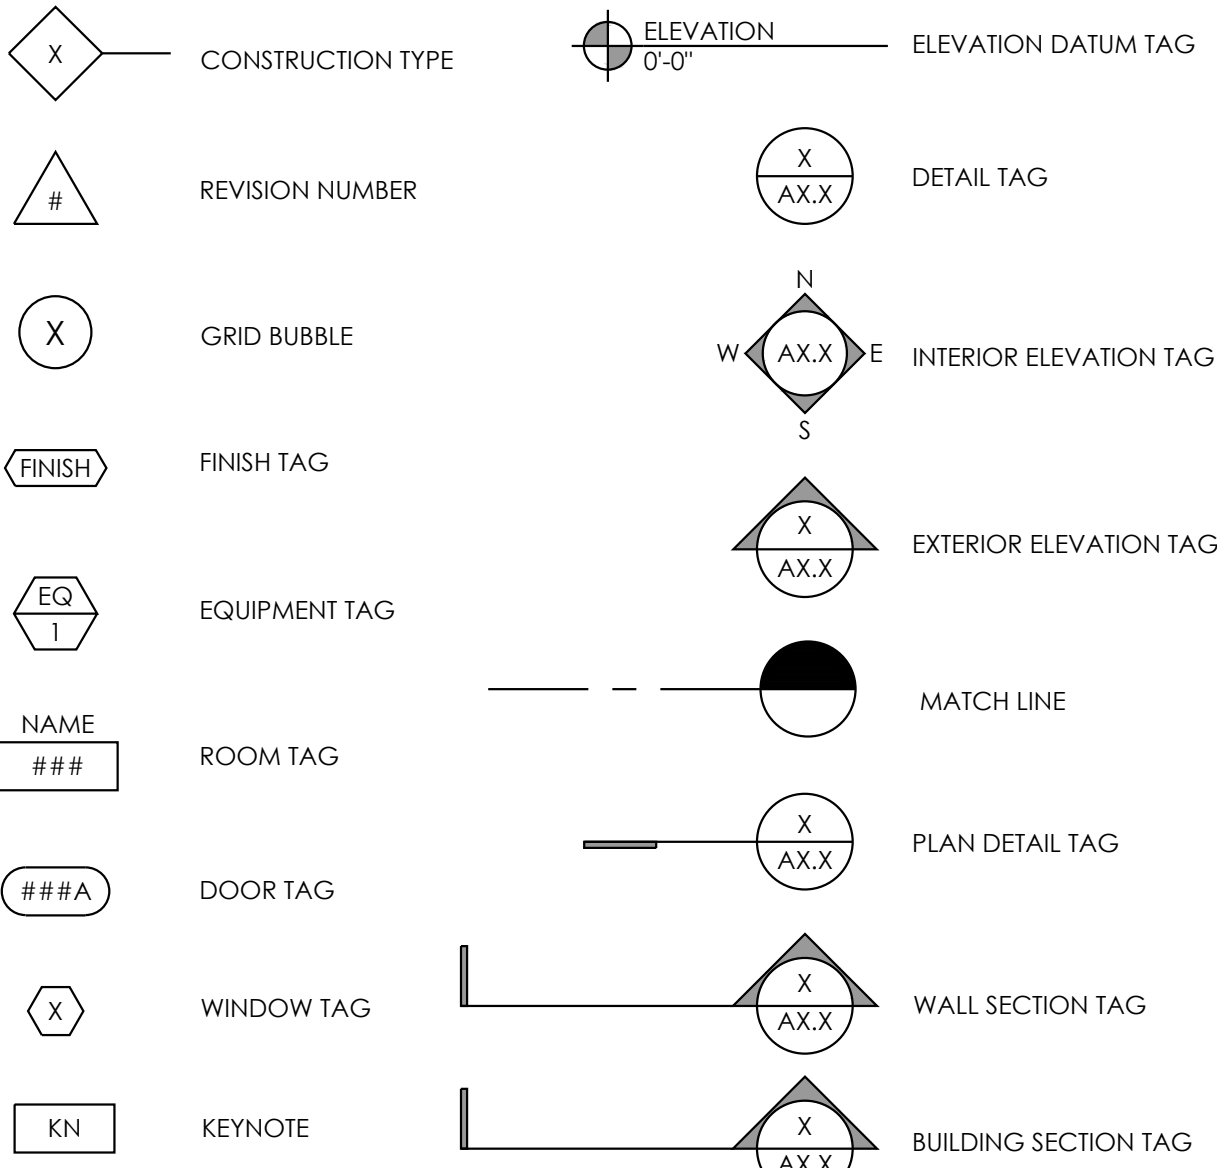 X
CONSTRUCTION TYPE
#
REVISION NUMBER
X
GRID BUBBLE
FINISH
FINISH TAG
EQ
1
EQUIPMENT TAG
NAME
###
ROOM TAG
###A
DOOR TAG
X
WINDOW TAG
KN
KEYNOTE
ELEVATION
0'-0"
ELEVATION DATUM TAG
X
AX.X
DETAIL TAG
N
W AX.X E
S
INTERIOR ELEVATION TAG
X
AX.X
EXTERIOR ELEVATION TAG
MATCH LINE
X
AX.X
PLAN DETAIL TAG
X
AX.X
WALL SECTION TAG
X
AX.X
BUILDING SECTION TAG